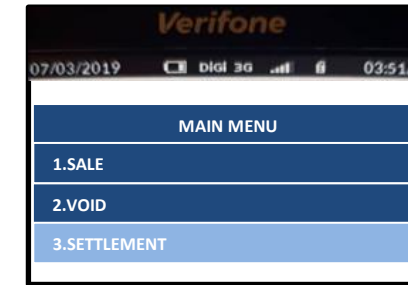 Verifone
07/03/2019 DIGI 3G 03:51
MAIN MENU
1.SALE
2.VOID
3.SETTLEMENT